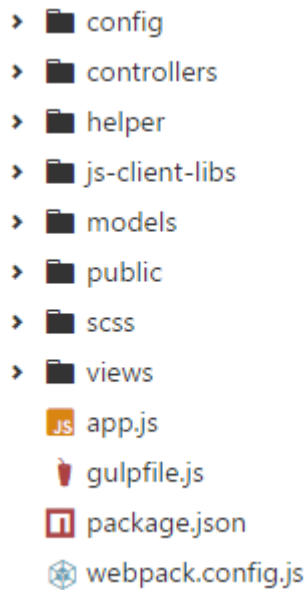 config
controllers
helper
js-client-libs
models
public
scss
views
JS app.js
gulpfile.js
package.json
webpack.config.js